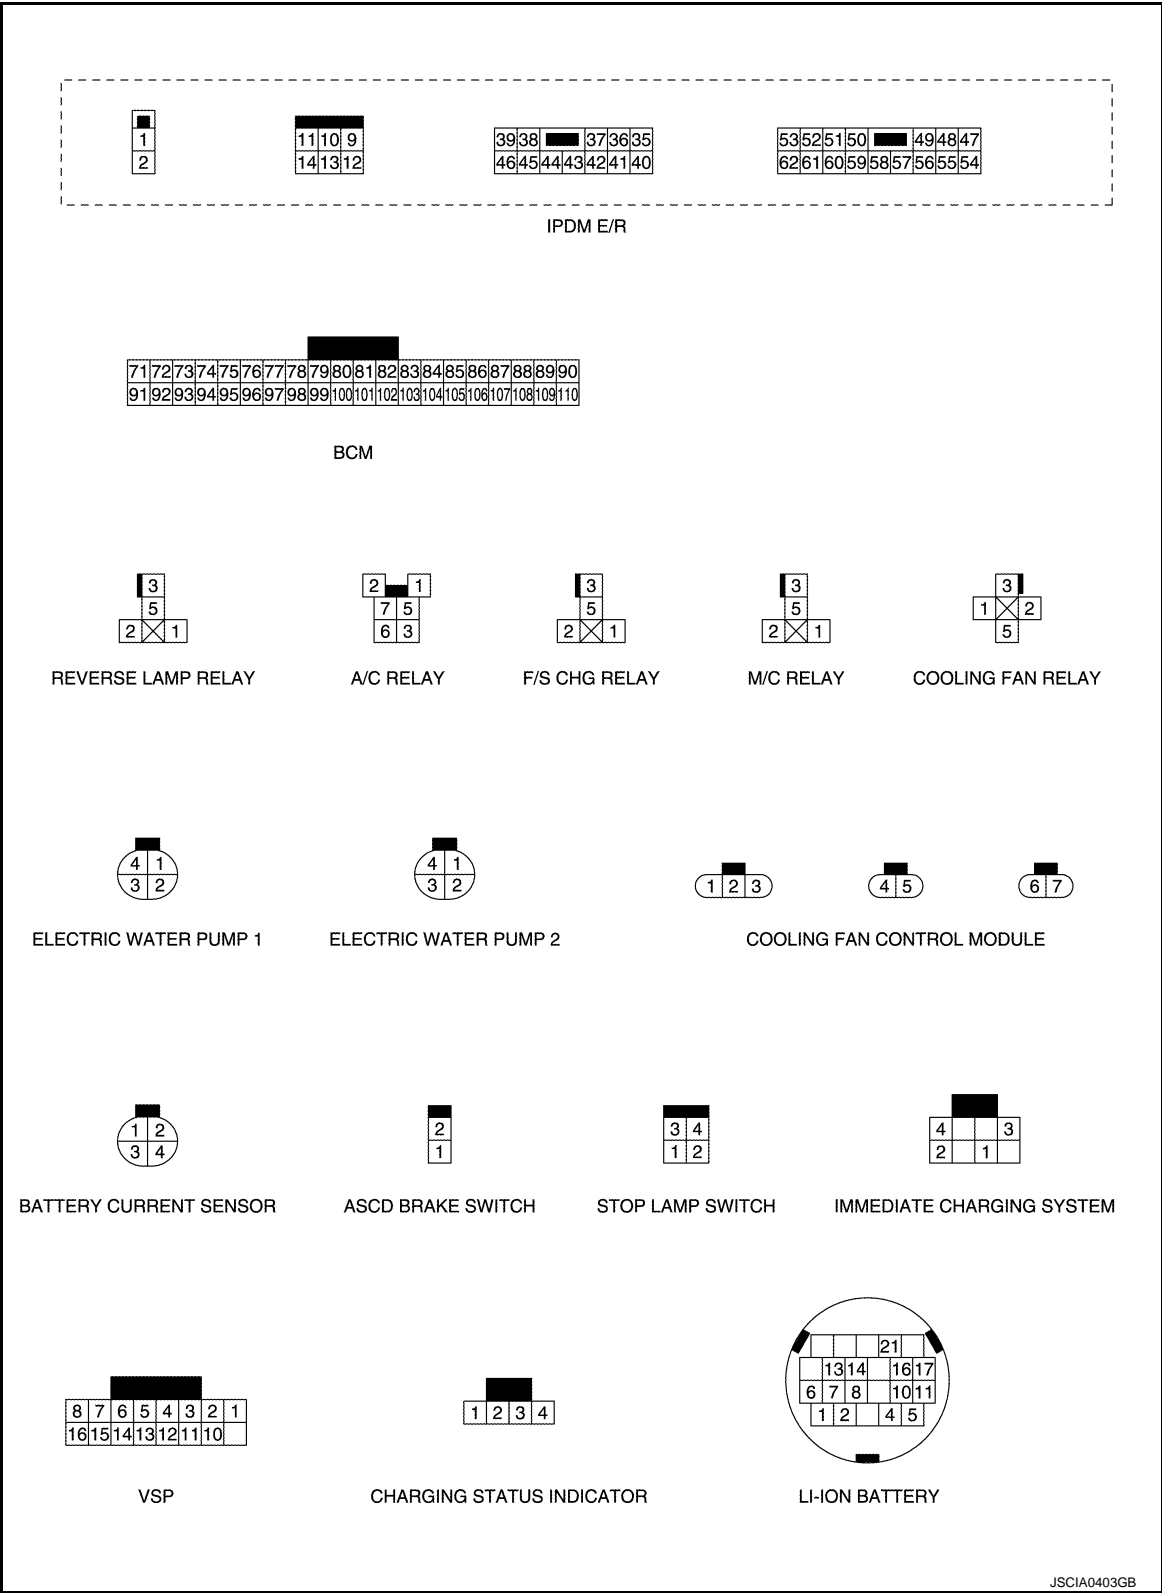 1 11 10 9 39 38 37 36 35 53 52 51 50 49 48 47
2 14 13 12 46 45 44 43 42 41 40 62 61 60 59 58 57 56 55 54
IPDM E/R
71 72 73 74 75 76 77 78 79 80 81 82 83 84 85 86 87 88 89 90
91 92 93 94 95 96 97 98 99 100 101 102 103 104 105 106 107 108 109 110
BCM
3 2 1 3 3 3
5 7 5 5 5 1 2
2 1 6 3 2 1 2 1 5
REVERSE LAMP RELAY A/C RELAY F/S CHG RELAY M/C RELAY COOLING FAN RELAY
4 1 4 1
3 2 3 2 1 2 3 4 5 6 7
ELECTRIC WATER PUMP 1 ELECTRIC WATER PUMP 2 COOLING FAN CONTROL MODULE
1 2 2 3 4 4 3
3 4 1 1 2 2 1
BATTERY CURRENT SENSOR ASCD BRAKE SWITCH STOP LAMP SWITCH IMMEDIATE CHARGING SYSTEM
21
13 14 16 17
6 7 8 10 11
8 7 6 5 4 3 2 1 1 2 3 4 1 2 4 5
16 15 14 13 12 11 10
VSP CHARGING STATUS INDICATOR LI-ION BATTERY
JSCIA0403GB